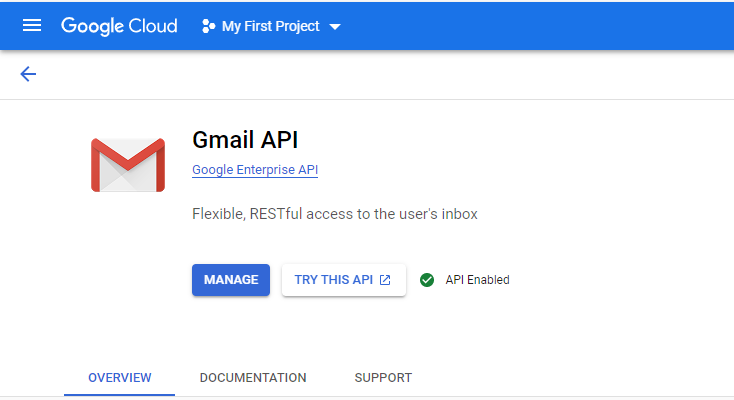 Google Cloud My First Project
Gmail API
Google Enterprise API
Flexible, RESTful access to the user's inbox
MANAGE TRY THIS API API Enabled
OVERVIEW DOCUMENTATION SUPPORT